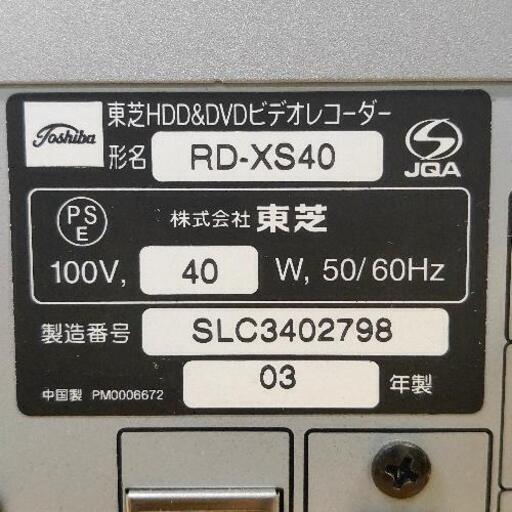 Toshiba
東芝HDD&DVDビデオレコーダー
形名 RD-XS40
JQA
PS
E
株式会社 東芝
100V, 40 W, 50/60Hz
製造番号 SLC3402798
03 年製
中国製 PM0006672